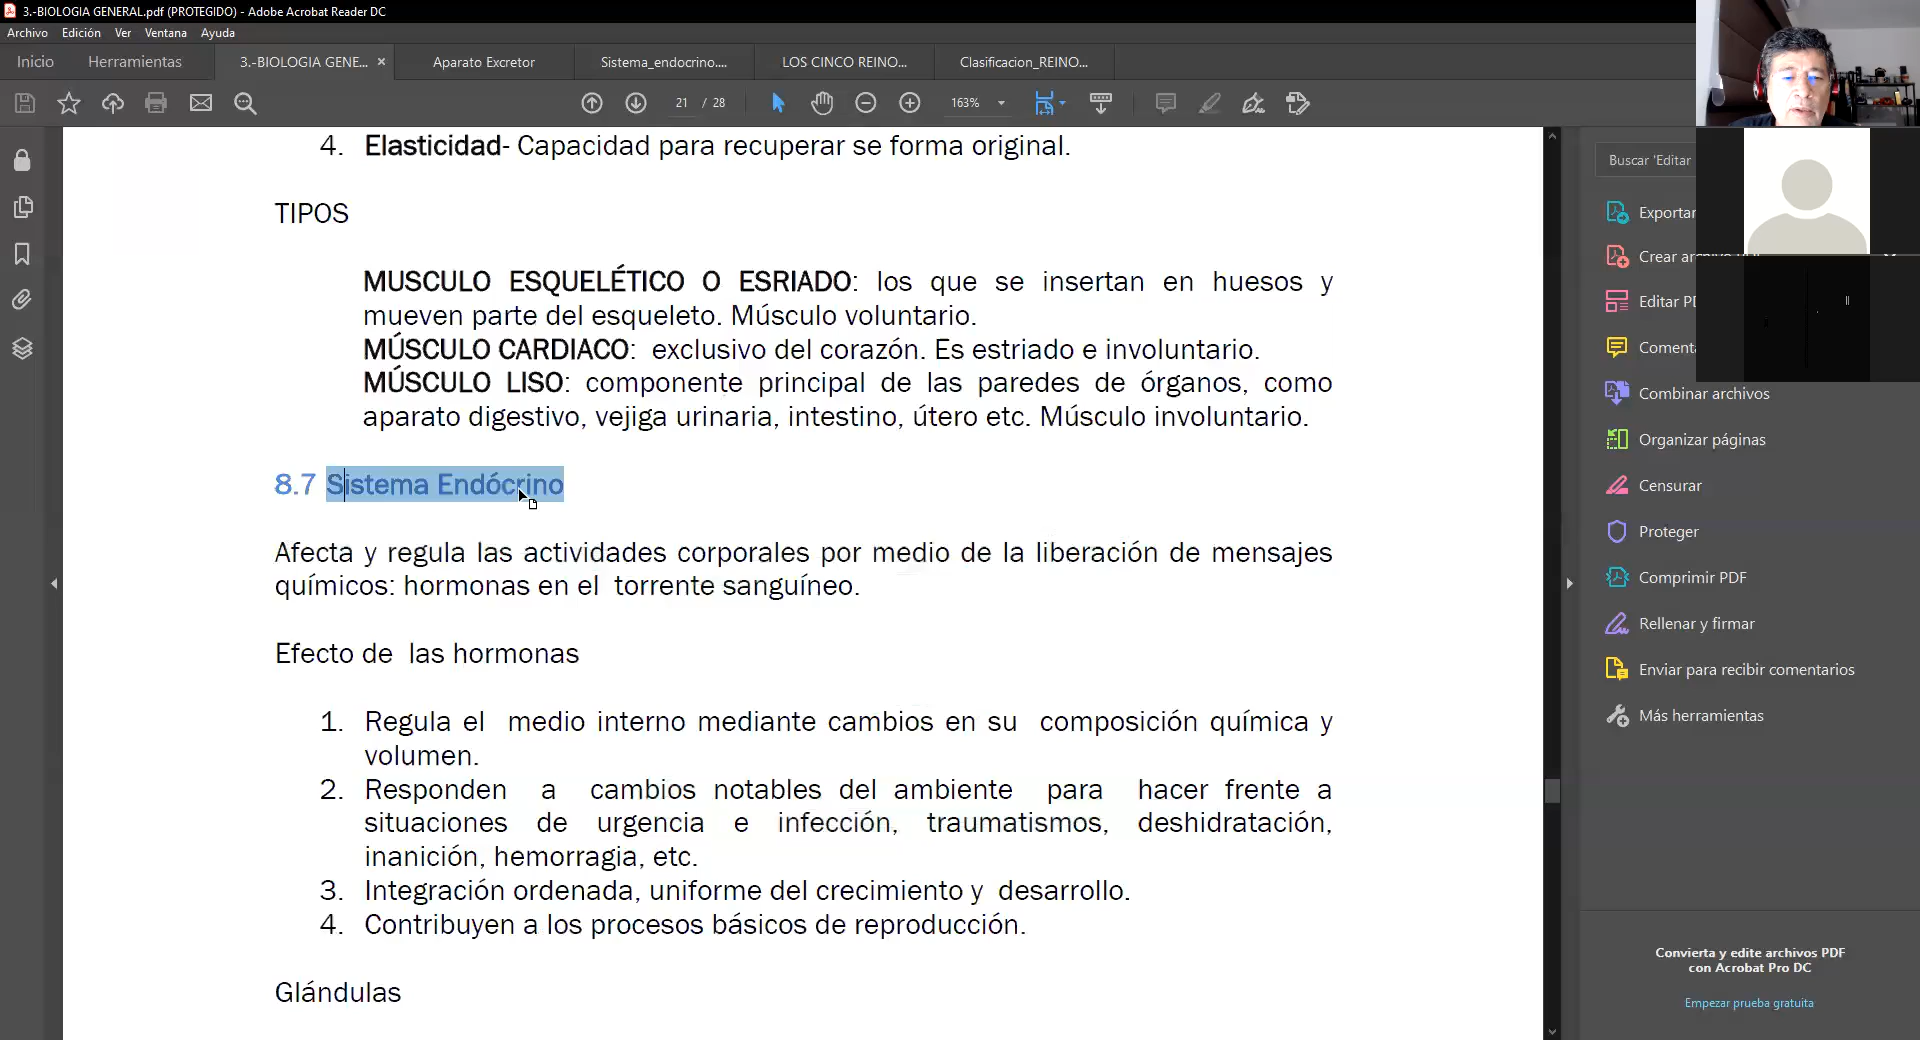 3.-BIOLOGIA GENERAL.pdf (PROTEGIDO) - Adobe Acrobat Reader DC
Archivo Edición Ver Ventana Ayuda
Inicio Herramientas 3.-BIOLOGIA GENE... × Aparato Excretor Sistema_endocrino.... LOS CINCO REINO... Clasificacion_REINO...
21 / 28 163%
4. Elasticidad- Capacidad para recuperar se forma original.
TIPOS
MUSCULO ESQUELÉTICO O ESRIADO: los que se insertan en huesos y
mueven parte del esqueleto. Músculo voluntario.
MÚSCULO CARDIACO: exclusivo del corazón. Es estriado e involuntario.
MÚSCULO LISO: componente principal de las paredes de órganos, como
aparato digestivo, vejiga urinaria, intestino, útero etc. Músculo involuntario.
8.7 Sistema Endócrino
Afecta y regula las actividades corporales por medio de la liberación de mensajes
químicos: hormonas en el torrente sanguíneo.
Efecto de las hormonas
1. Regula el medio interno mediante cambios en su composición química y
volumen.
2. Responden a cambios notables del ambiente para hacer frente a
situaciones de urgencia e infección, traumatismos, deshidratación,
inanición, hemorragia, etc.
3. Integración ordenada, uniforme del crecimiento y desarrollo.
4. Contribuyen a los procesos básicos de reproducción.
Glándulas
Buscar 'Editar
Exportar
Crear
Editar
Combinar archivos
Organizar páginas
Censurar
Proteger
Comprimir PDF
Rellenar y firmar
Enviar para recibir comentarios
Más herramientas
Convierta y edite archivos PDF
con Acrobat Pro DC
Empezar prueba gratuita